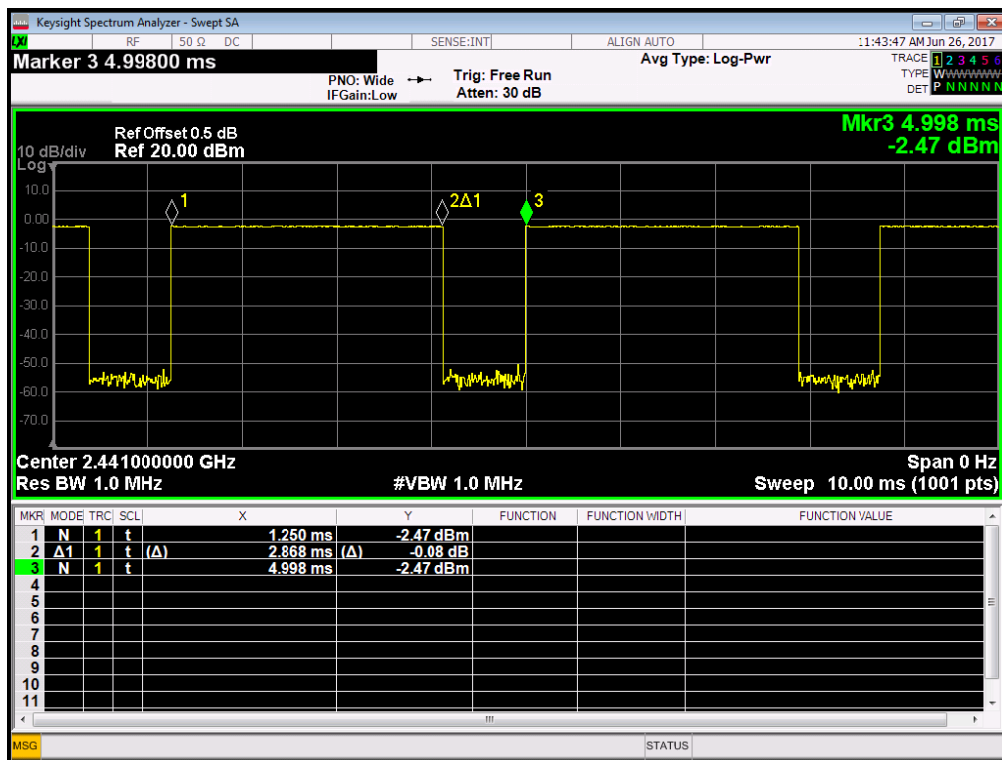 Keysight Spectrum Analyzer - Swept SA
LXI RF 50 Ω DC SENSE:INT ALIGN AUTO 11:43:47 AM Jun 26, 2017
Marker 3 4.99800 ms
PNO: Wide Trig: Free Run Avg Type: Log-Pwr TRACE 1 2 3 4 5 6
IFGain:Low Atten: 30 dB TYPE WWWWWW
DET P N N N N N
Ref Offset 0.5 dB Mkr3 4.998 ms
10 dB/div Ref 20.00 dBm -2.47 dBm
Log
10.0
1 2Δ1 3
0.00
-10.0
-20.0
-30.0
-40.0
-50.0
-60.0
-70.0
Center 2.441000000 GHz Span 0 Hz
Res BW 1.0 MHz #VBW 1.0 MHz Sweep 10.00 ms (1001 pts)
MKR MODE TRC SCL X Y FUNCTION FUNCTION WIDTH FUNCTION VALUE
1 N 1 t 1.250 ms -2.47 dBm
2 Δ1 1 t (Δ) 2.868 ms (Δ) -0.08 dB
3 N 1 t 4.998 ms -2.47 dBm
4
5
6
7
8
9
10
11
MSG STATUS